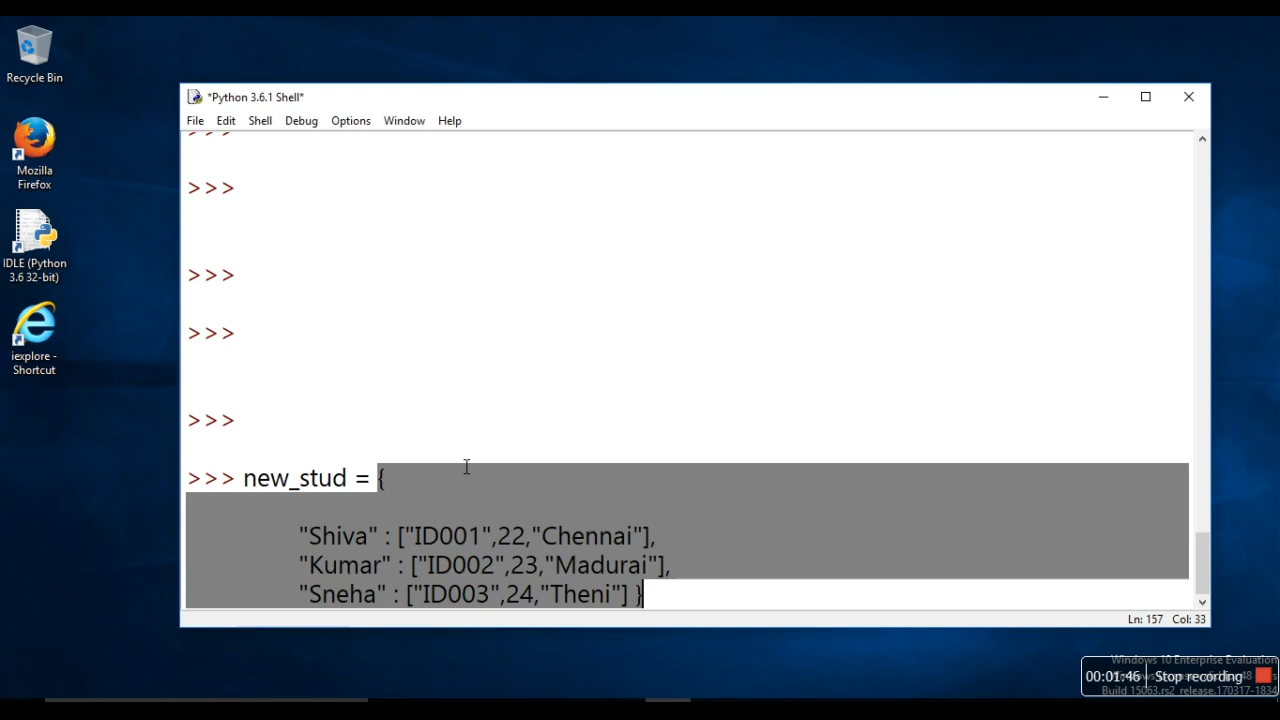 Recycle Bin
Mozilla
Firefox
IDLE (Python
3.6 32-bit)
iexplore -
Shortcut
*Python 3.6.1 Shell*
File Edit Shell Debug Options Window Help
>>>
>>>
>>>
>>>
>>>
>>> new_stud = {
"Shiva" : ["ID001",22,"Chennai"],
"Kumar" : ["ID002",23,"Madurai"],
"Sneha" : ["ID003",24,"Theni"] }
Ln: 157 Col: 33
Windows 10 Enterprise Evaluation
00:01:46 Stop recording
Build 15063.rs2_release.170317-1834